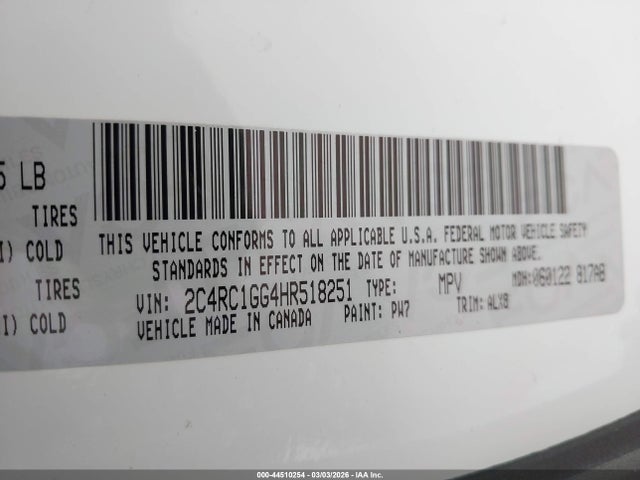 5 LB
TIRES
I) COLD
TIRES
I) COLD
THIS VEHICLE CONFORMS TO ALL APPLICABLE U.S.A. FEDERAL MOTOR VEHICLE SAFETY
STANDARDS IN EFFECT ON THE DATE OF MANUFACTURE SHOWN ABOVE.
VIN: 2C4RC1GG4HR518251 TYPE: MPV MDH:
VEHICLE MADE IN CANADA PAINT: PW7 TRIM:
000-44510254 | 03/03/2026 | IAA Inc.